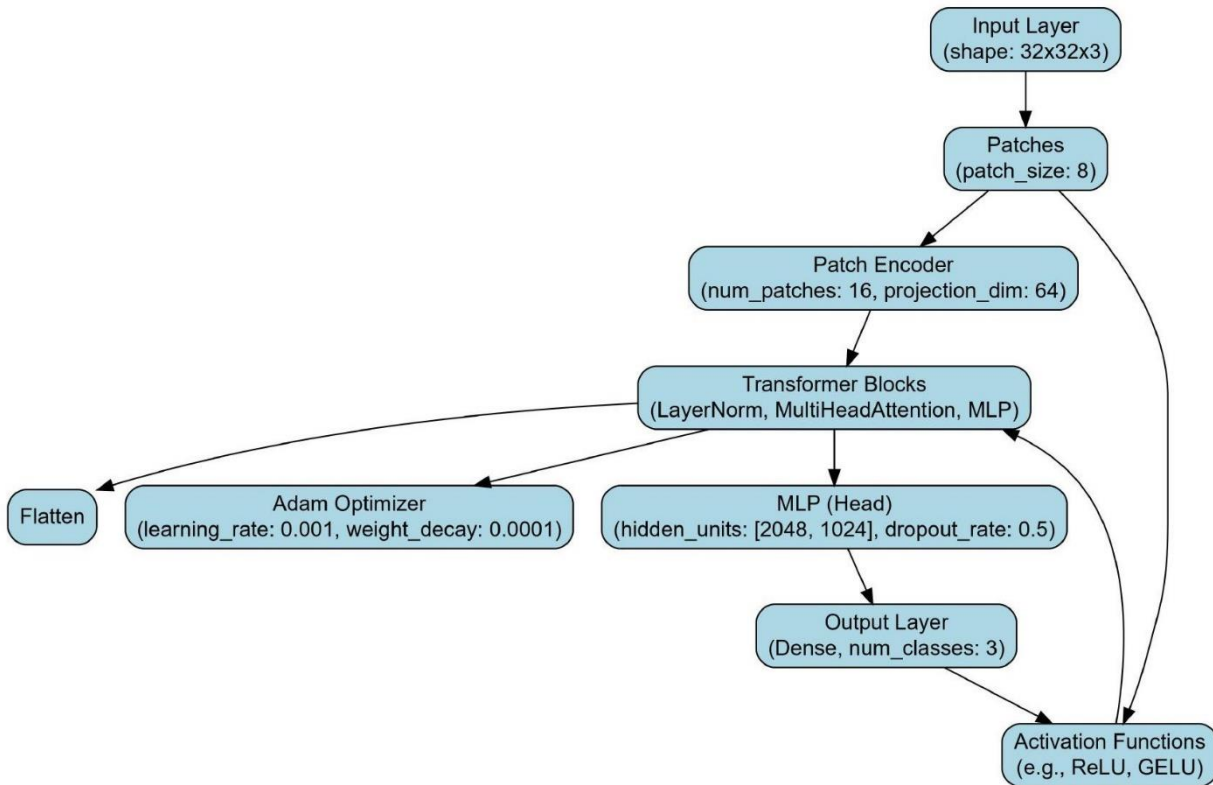 Input Layer
(shape: 32x32x3)
Patches
(patch_size: 8)
Patch Encoder
(num_patches: 16, projection_dim: 64)
Transformer Blocks
(LayerNorm, MultiHeadAttention, MLP)
Flatten
Adam Optimizer
(learning_rate: 0.001, weight_decay: 0.0001)
MLP (Head)
(hidden_units: [2048, 1024], dropout_rate: 0.5)
Output Layer
(Dense, num_classes: 3)
Activation Functions
(e.g., ReLU, GELU)